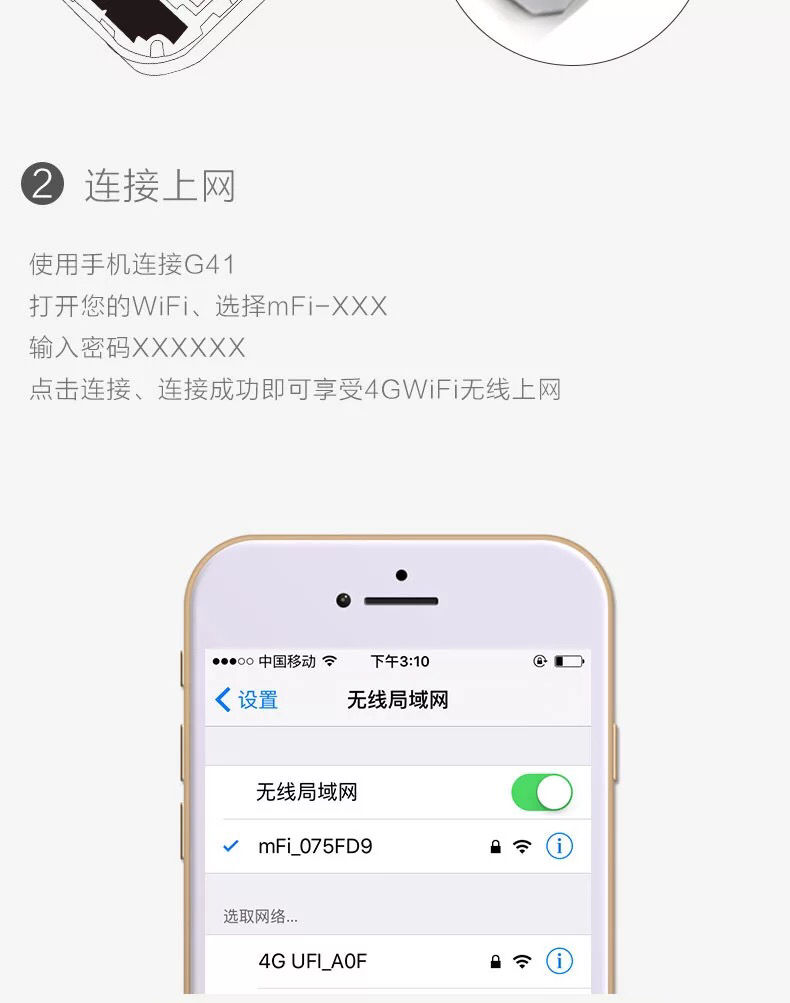 2 连接上网
使用手机连接G41
打开您的WiFi、选择mFi-XXX
输入密码XXXXXX
点击连接、连接成功即可享受4GWiFi无线上网
中国移动 下午3:10
设置 无线局域网
无线局域网
mFi_075FD9
选取网络...
4G UFI_A0F